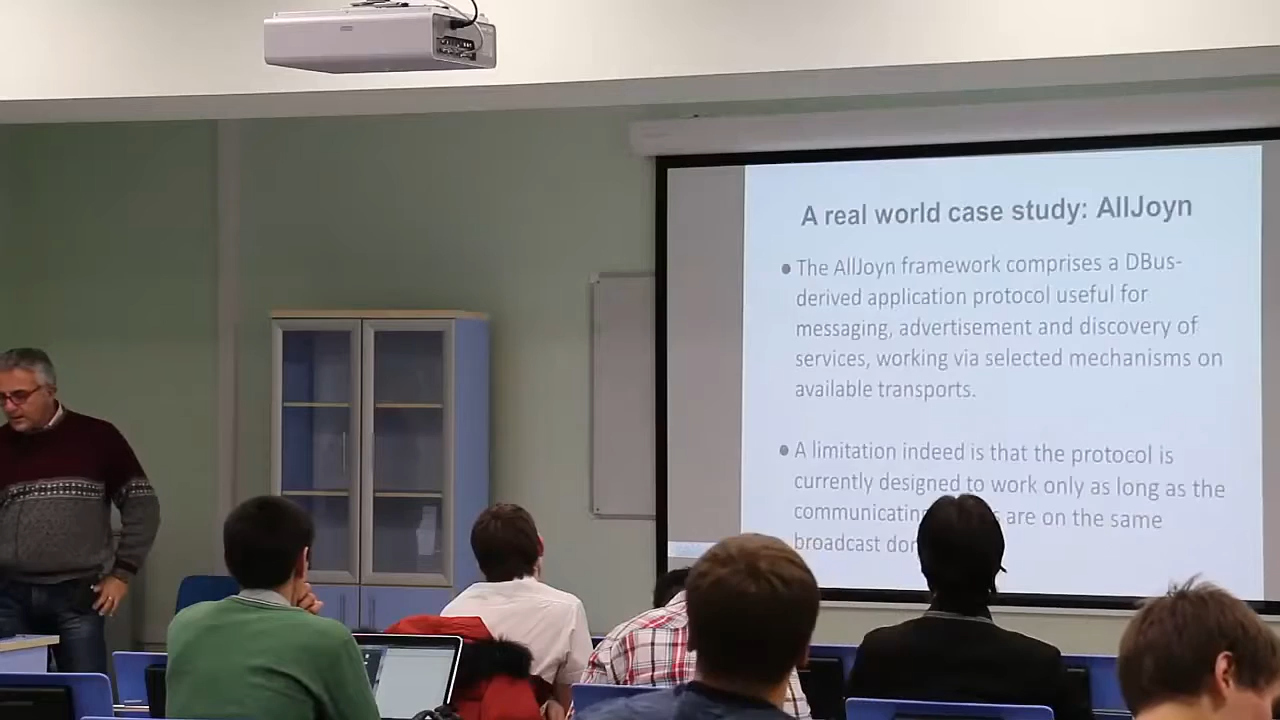 A real world case study: AllJoyn
● The AllJoyn framework comprises a DBus-
derived application protocol useful for
messaging, advertisement and discovery of
services, working via selected mechanisms on
available transports.
● A limitation indeed is that the protocol is
currently designed to work only as long as the
communicating are on the same
broadcast